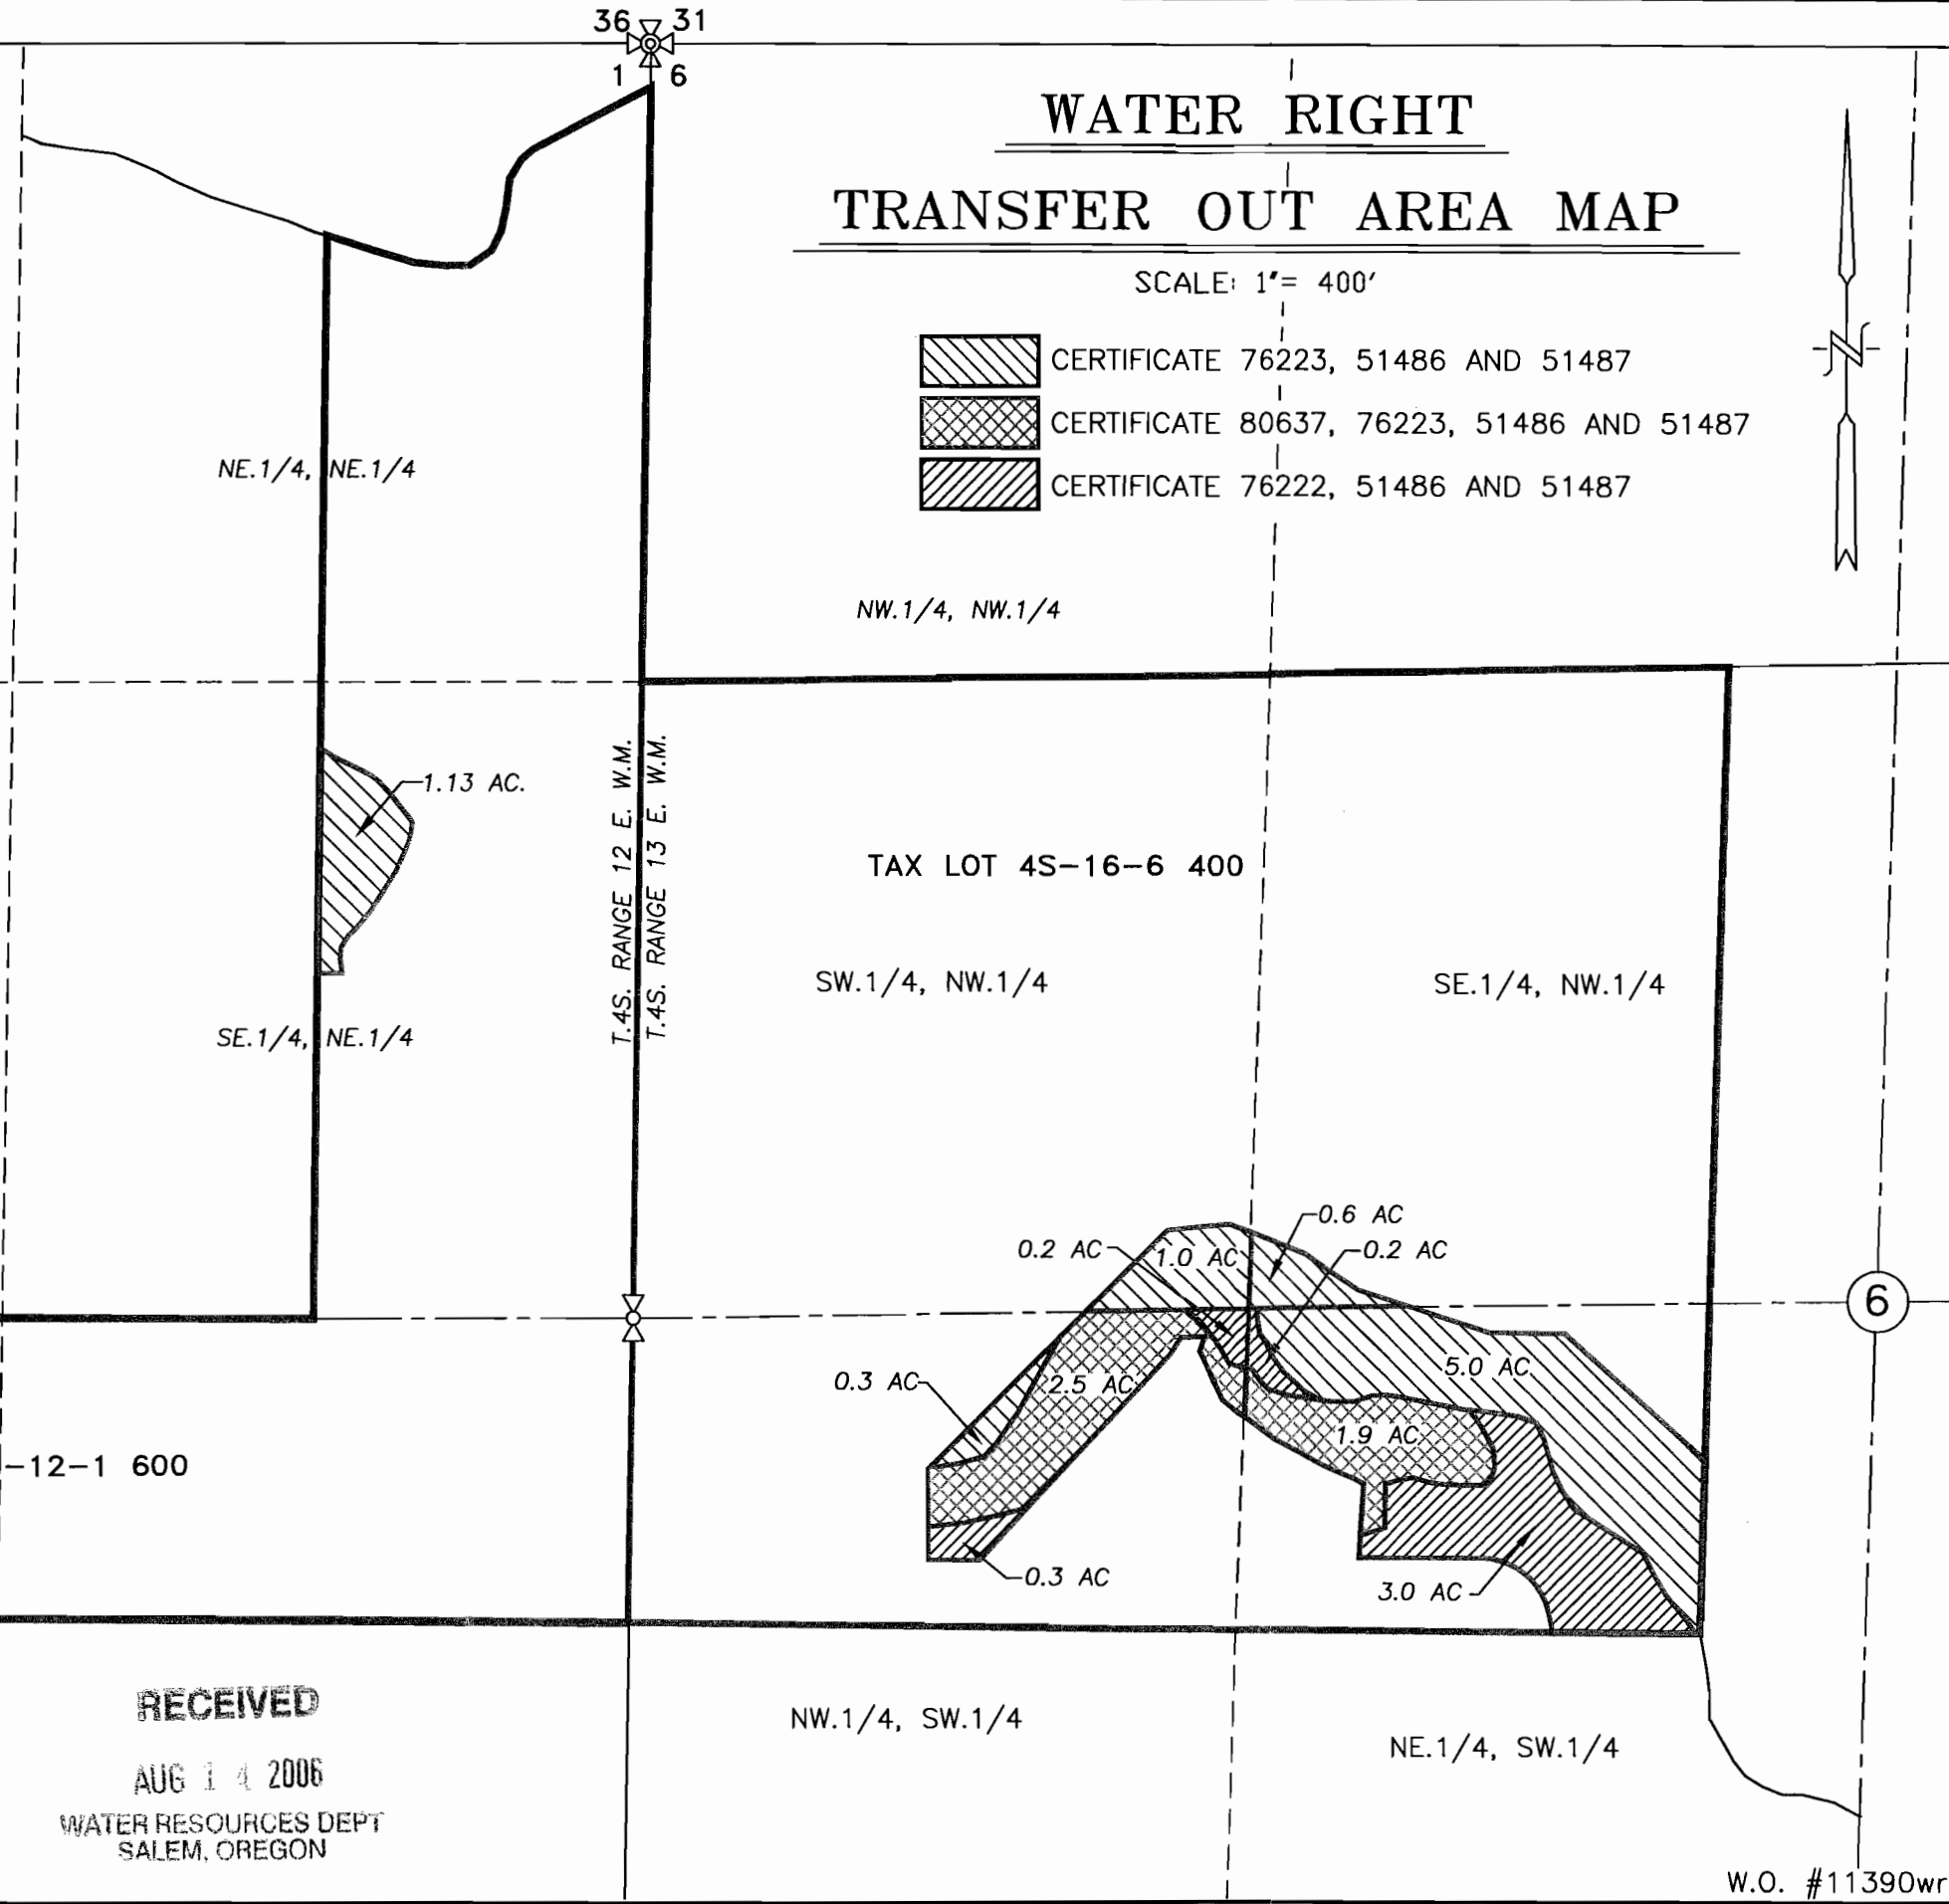 36 31
1 6
WATER RIGHT
TRANSFER OUT AREA MAP
SCALE: 1"= 400'
CERTIFICATE 76223, 51486 AND 51487
CERTIFICATE 80637, 76223, 51486 AND 51487
CERTIFICATE 76222, 51486 AND 51487
NE.1/4, NE.1/4
NW.1/4, NW.1/4
1.13 AC.
T.4S. RANGE 12 E. W.M.
T.4S. RANGE 13 E. W.M.
TAX LOT 4S-16-6 400
SW.1/4, NW.1/4
SE.1/4, NW.1/4
SE.1/4, NE.1/4
0.6 AC
0.2 AC
1.0 AC
0.2 AC
6
5.0 AC
0.3 AC
2.5 AC
1.9 AC
-12-1 600
0.3 AC
3.0 AC
RECEIVED
AUG 14 2006
WATER RESOURCES DEPT
SALEM, OREGON
NW.1/4, SW.1/4
NE.1/4, SW.1/4
W.O. #11390wr